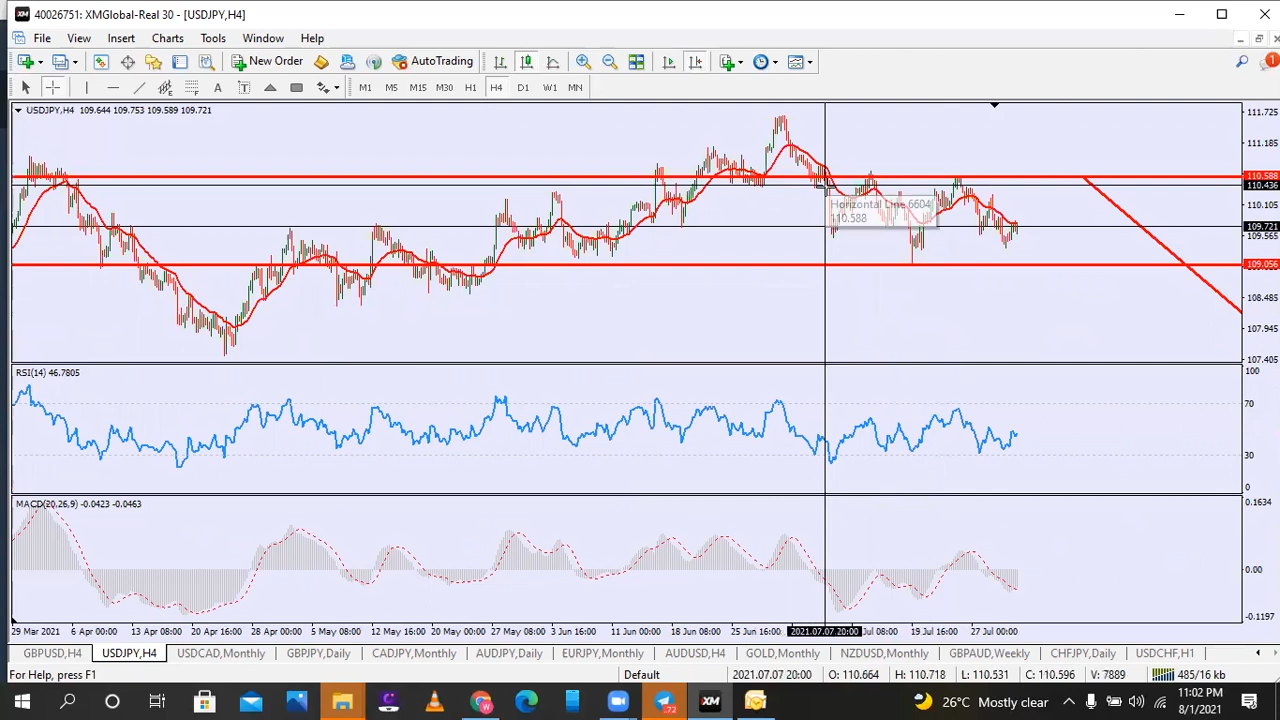 40026751: XMGlobal-Real 30 - [USDJPY,H4]
File View Insert Charts Tools Window Help
New Order AutoTrading
A T M1 M5 M15 M30 H1 H4 D1 W1 MN
USDJPY,H4 109.644 109.753 109.589 109.721
111.725
111.185
110.588
110.436
110.105
109.721
109.565
109.056
108.485
107.945
107.405
Horizontal Line 6604
110.588
RSI(14) 46.7805
100
70
30
0
MACD(20,26,9) -0.0423 -0.0463
0.1634
0.00
-0.1197
29 Mar 2021 6 Apr 00:00 13 Apr 08:00 20 Apr 16:00 28 Apr 00:00 5 May 08:00 12 May 16:00 20 May 00:00 27 May 08:00 3 Jun 16:00 11 Jun 00:00 18 Jun 08:00 25 Jun 16:00 2021.07.07 20:00 Jul 08:00 19 Jul 16:00 27 Jul 00:00
GBPUSD,H4 USDJPY,H4 USDCAD,Monthly GBPJPY,Daily CADJPY,Monthly AUDJPY,Daily EURJPY,Monthly AUDUSD,H4 GOLD,Monthly NZDUSD,Monthly GBPAUD,Weekly CHFJPY,Daily USDCHF,H1
For Help, press F1 Default 2021.07.07 20:00 O: 110.664 H: 110.718 L: 110.531 C: 110.596 V: 7889 485/16 kb
72 XM 26°C Mostly clear 11:02 PM
8/1/2021